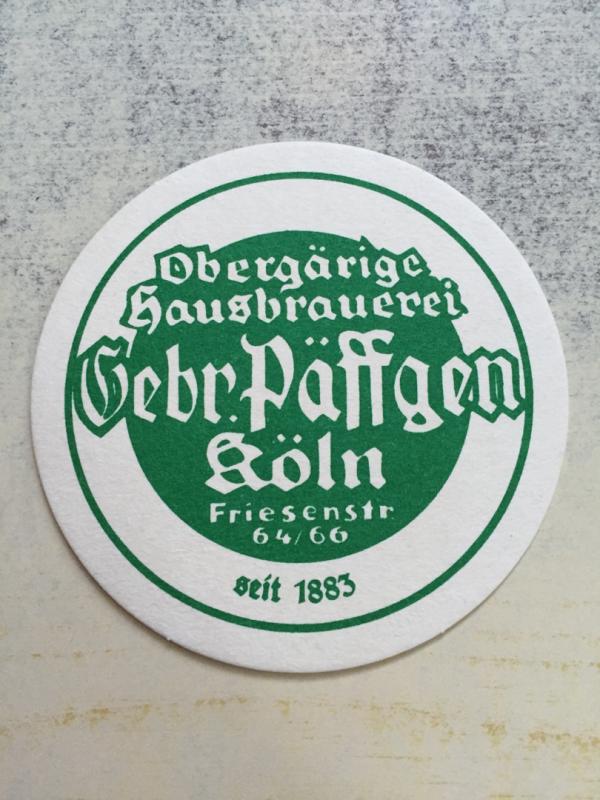 Obergärige
Hausbrauerei
Gebr. Päffgen
Köln
Friesenstr.
64/66
seit 1883